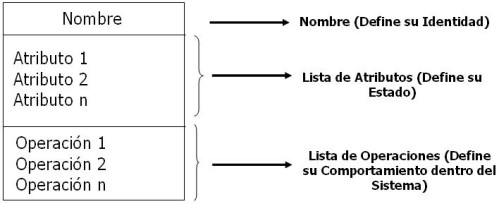 Nombre
Nombre (Define su Identidad)
Atributo 1
Atributo 2
Atributo n
Lista de Atributos (Define su
Estado)
Operación 1
Operación 2
Operación n
Lista de Operaciones (Define
su Comportamiento dentro del
Sistema)